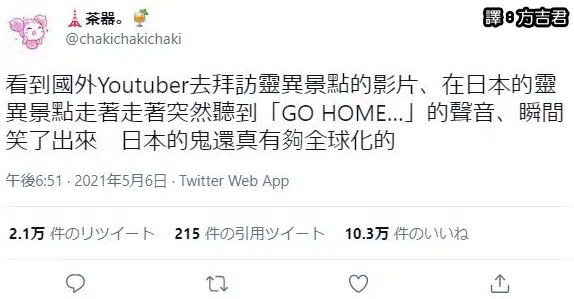 譯:方吉君
🗼茶器。🍹
@chakichakichaki
看到國外Youtuber去拜訪靈異景點的影片、在日本的靈
異景點走著走著突然聽到「GO HOME...」的聲音、瞬間
笑了出來　日本的鬼還真有夠全球化的
午後6:51 · 2021年5月6日 · Twitter Web App
2.1万 件のリツイート　215 件の引用ツイート　10.3万 件のいいね